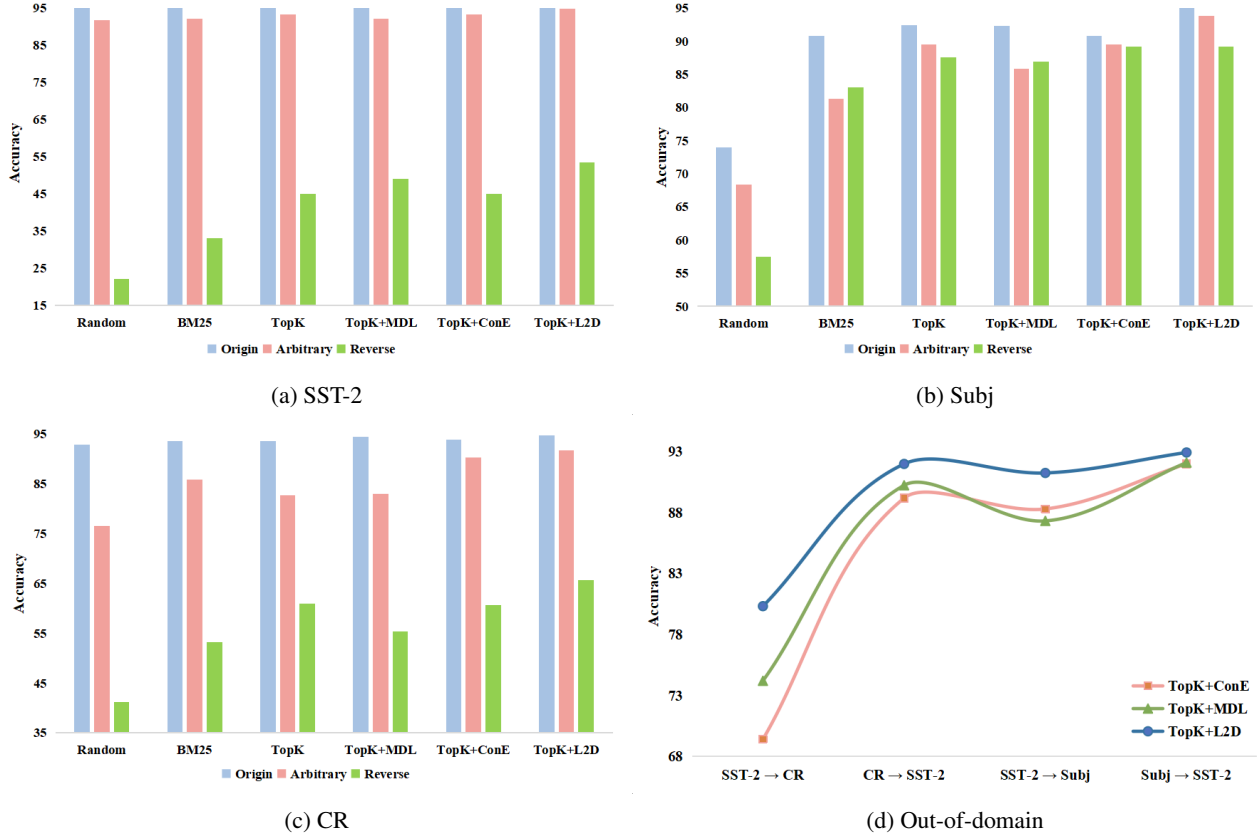 95
85
75
65
55
45
35
25
15
Accuracy
Random BM25 TopK TopK+MDL TopK+ConE TopK+L2D
Origin Arbitrary Reverse
(a) SST-2
95
90
85
80
75
70
65
60
55
50
Accuracy
Random BM25 TopK TopK+MDL TopK+ConE TopK+L2D
Origin Arbitrary Reverse
(b) Subj
95
85
75
65
55
45
35
Accuracy
Random BM25 TopK TopK+MDL TopK+ConE TopK+L2D
Origin Arbitrary Reverse
(c) CR
93
88
83
78
73
68
Accuracy
TopK+ConE
TopK+MDL
TopK+L2D
SST-2 → CR CR → SST-2 SST-2 → Subj Subj → SST-2
(d) Out-of-domain